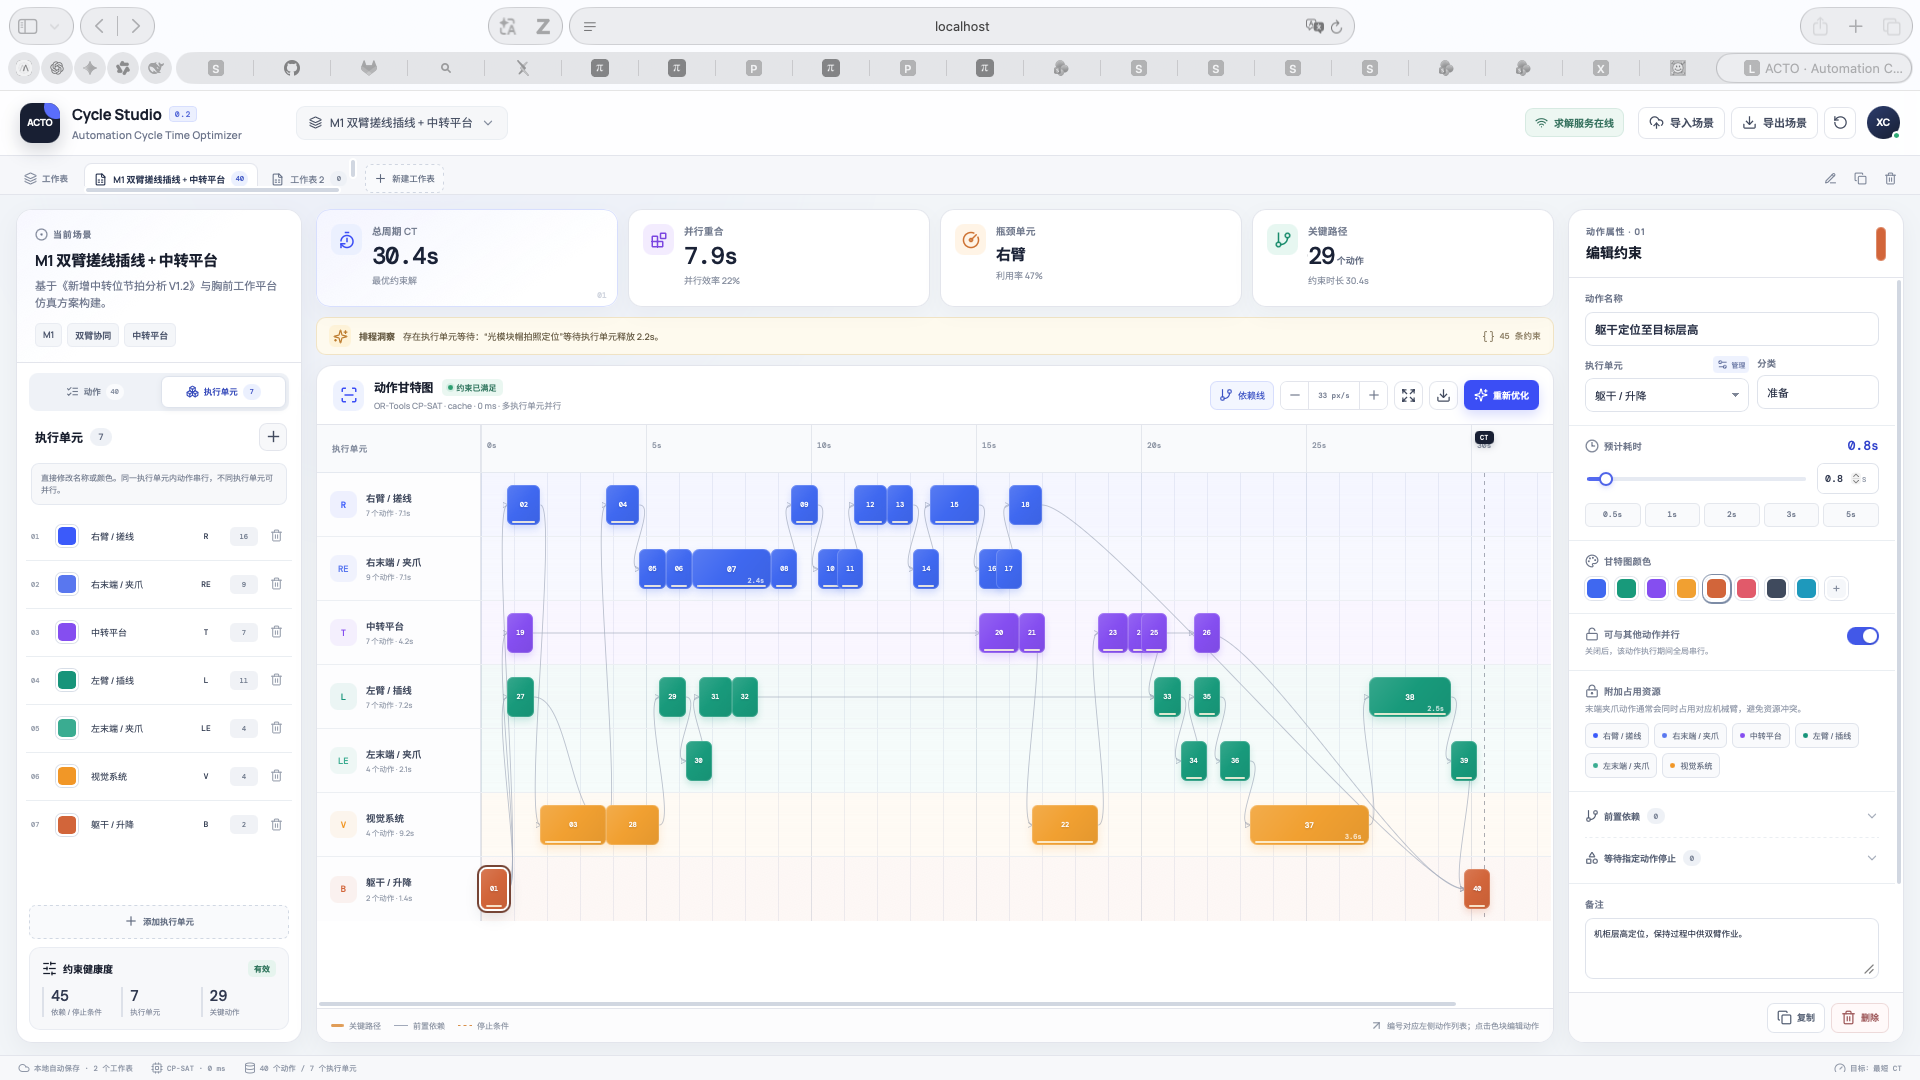 localhost
ACTO · Automation C...
ACTO
Cycle Studio 0.2
Automation Cycle Time Optimizer
M1 双臂搓线插线 + 中转平台
求解服务在线
导入场景
导出场景
XC
工作表
M1 双臂搓线插线 + 中转平台 40
工作表 2 0
新建工作表
当前场景
M1 双臂搓线插线 + 中转平台
基于《新增中转位节拍分析 V1.2》与胸前工作平台
仿真方案构建。
M1 双臂协同 中转平台
动作 40
执行单元 7
执行单元 7
直接修改名称或颜色。同一执行单元内动作串行，不同执行单元可
并行。
01 右臂 / 搓线 R 16
02 右末端 / 夹爪 RE 9
03 中转平台 T 7
04 左臂 / 插线 L 11
05 左末端 / 夹爪 LE 4
06 视觉系统 V 4
07 躯干 / 升降 B 2
添加执行单元
约束健康度 有效
45 7 29
依赖 / 停止条件 执行单元 关键动作
总周期 CT
30.4s
最优约束解
01
并行重合
7.9s
并行效率 22%
瓶颈单元
右臂
利用率 47%
关键路径
29 个动作
约束时长 30.4s
排程洞察 存在执行单元等待：“光模块帽拍照定位”等待执行单元释放 2.2s。
{ } 45 条约束
动作甘特图 约束已满足
OR-Tools CP-SAT · cache · 0 ms · 多执行单元并行
依赖线
33 px/s
重新优化
执行单元 0s 5s 10s 15s 20s 25s 30s
CT
R 右臂 / 搓线
7 个动作 · 7.1s
02 04 09 12 13 15 18
RE 右末端 / 夹爪
9 个动作 · 7.1s
05 06 07 2.4s 08 10 11 14 16 17
T 中转平台
7 个动作 · 4.2s
19 20 21 23 2 25 26
L 左臂 / 插线
7 个动作 · 7.2s
27 29 31 32 33 35 38 2.5s
LE 左末端 / 夹爪
4 个动作 · 2.1s
30 34 36 39
V 视觉系统
4 个动作 · 9.2s
03 28 22 37 3.6s
B 躯干 / 升降
2 个动作 · 1.4s
01 40
关键路径 前置依赖 停止条件
编号对应左侧动作列表；点击色块编辑动作
动作属性 · 01
编辑约束
动作名称
躯干定位至目标层高
执行单元 管理 分类
躯干 / 升降 准备
预计耗时 0.8s
0.8 s
0.5s 1s 2s 3s 5s
甘特图颜色
可与其他动作并行
关闭后，该动作执行期间全局串行。
附加占用资源
末端夹爪动作通常会同时占用对应机械臂，避免资源冲突。
右臂 / 搓线 右末端 / 夹爪 中转平台 左臂 / 插线
左末端 / 夹爪 视觉系统
前置依赖 0
等待指定动作停止 0
备注
机柜层高定位，保持过程中供双臂作业。
复制 删除
本地自动保存 · 2 个工作表
CP-SAT · 0 ms
40 个动作 / 7 个执行单元
目标: 最短 CT